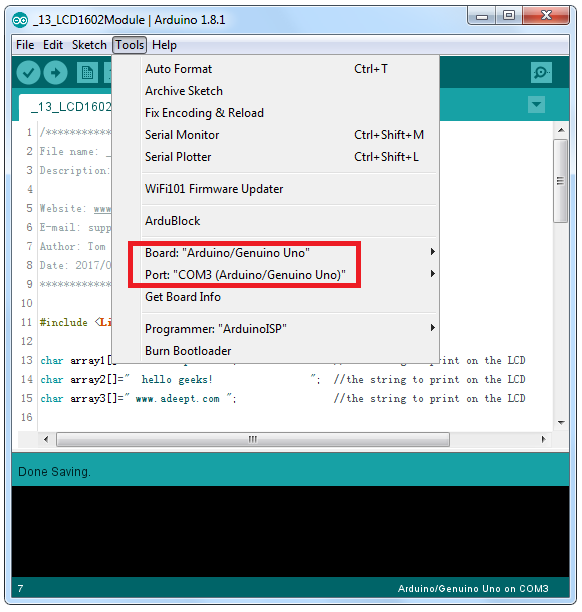 _13_LCD1602Module | Arduino 1.8.1
File Edit Sketch Tools Help
Auto Format Ctrl+T
Archive Sketch
Fix Encoding & Reload
Serial Monitor Ctrl+Shift+M
Serial Plotter Ctrl+Shift+L
WiFi101 Firmware Updater
ArduBlock
Board: "Arduino/Genuino Uno"
Port: "COM3 (Arduino/Genuino Uno)"
Get Board Info
Programmer: "ArduinoISP"
Burn Bootloader
_13_LCD1602
1 /************
2 File name: _
3 Description:
4
5 Website: www
6 E-mail: supp
7 Author: Tom
8 Date: 2017/0
9 *************
10
11 #include <Li
12
13 char array1[]= to print on the LCD
14 char array2[]=" hello geeks! "; //the string to print on the LCD
15 char array3[]=" www.adeept.com "; //the string to print on the LCD
16
Done Saving.
7 Arduino/Genuino Uno on COM3